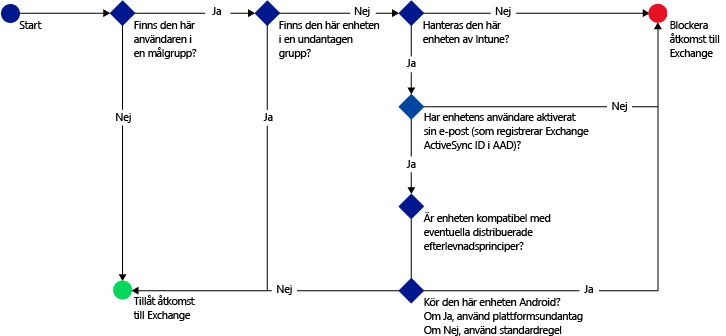 Start
Finns den här
användaren i
en målgrupp?
Ja
Finns den här enheten
i en undantagen
grupp?
Nej
Hanteras den här
enheten av Intune?
Nej
Blockera
åtkomst till
Exchange
Ja
Nej
Ja
Har enhetens användare aktiverat
sin e-post (som registrerar Exchange
ActiveSync ID i AAD)?
Nej
Ja
Är enheten kompatibel med
eventuella distribuerade
efterlevnadsprinciper?
Tillåt åtkomst
till Exchange
Nej
Kör den här enheten Android?
Om Ja, använd plattformsundantag
Om Nej, använd standardregel
Ja